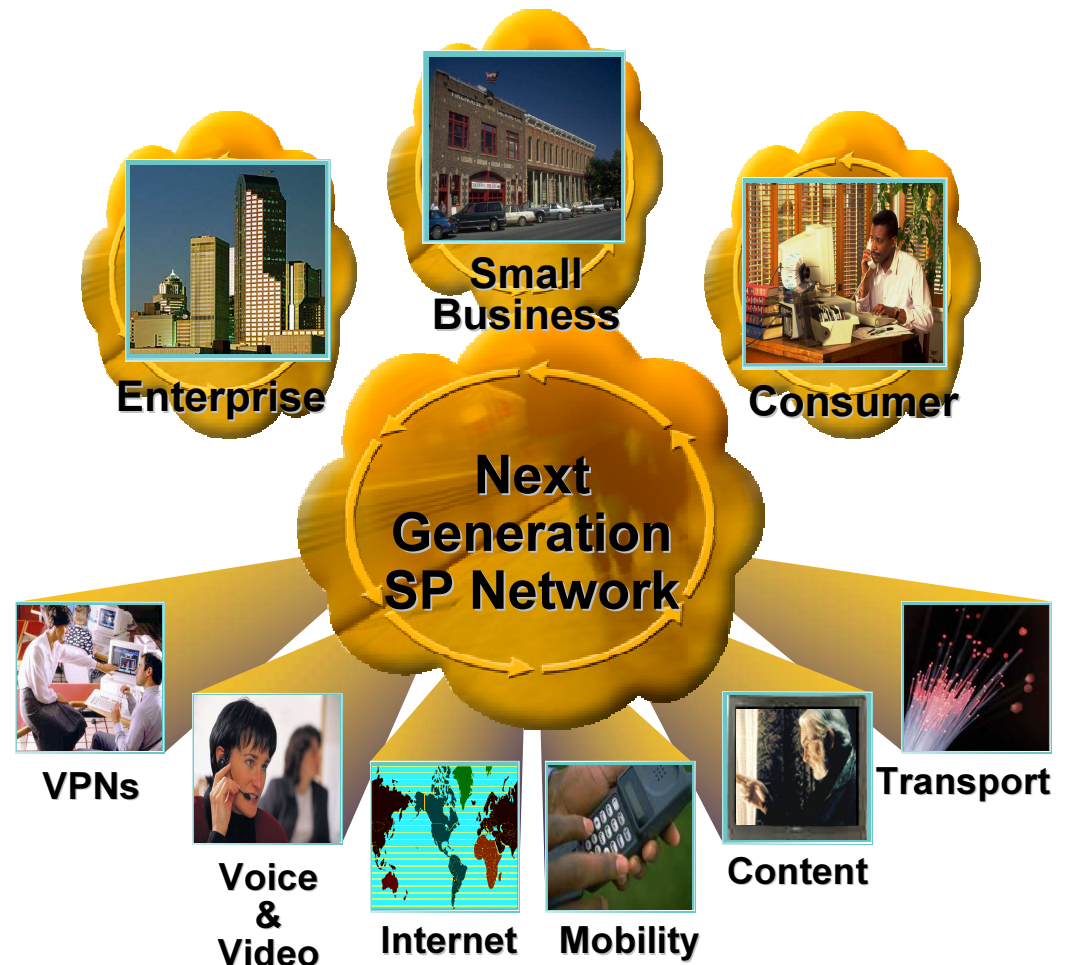 Small
Business
Enterprise
Consumer
Next
Generation
SP Network
VPNs
Voice
&
Video
Internet
Mobility
Content
Transport